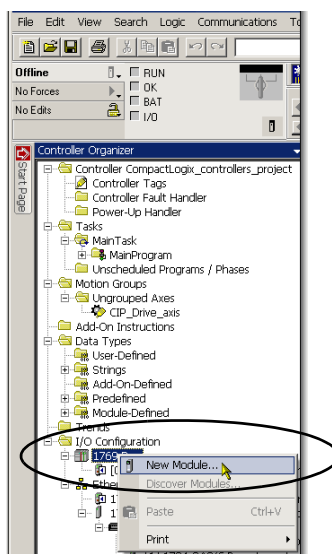 File Edit View Search Logic Communications
Offline RUN
No Forces OK
BAT
No Edits I/O
Controller Organizer
Start Page
Controller CompactLogix_controllers_project
Controller Tags
Controller Fault Handler
Power-Up Handler
Tasks
MainTask
MainProgram
Unscheduled Programs / Phases
Motion Groups
Ungrouped Axes
CIP_Drive_axis
Add-On Instructions
Data Types
User-Defined
Strings
Add-On-Defined
Predefined
Module-Defined
Trends
I/O Configuration
1769
New Module...
Discover Modules...
Paste Ctrl+V
Print